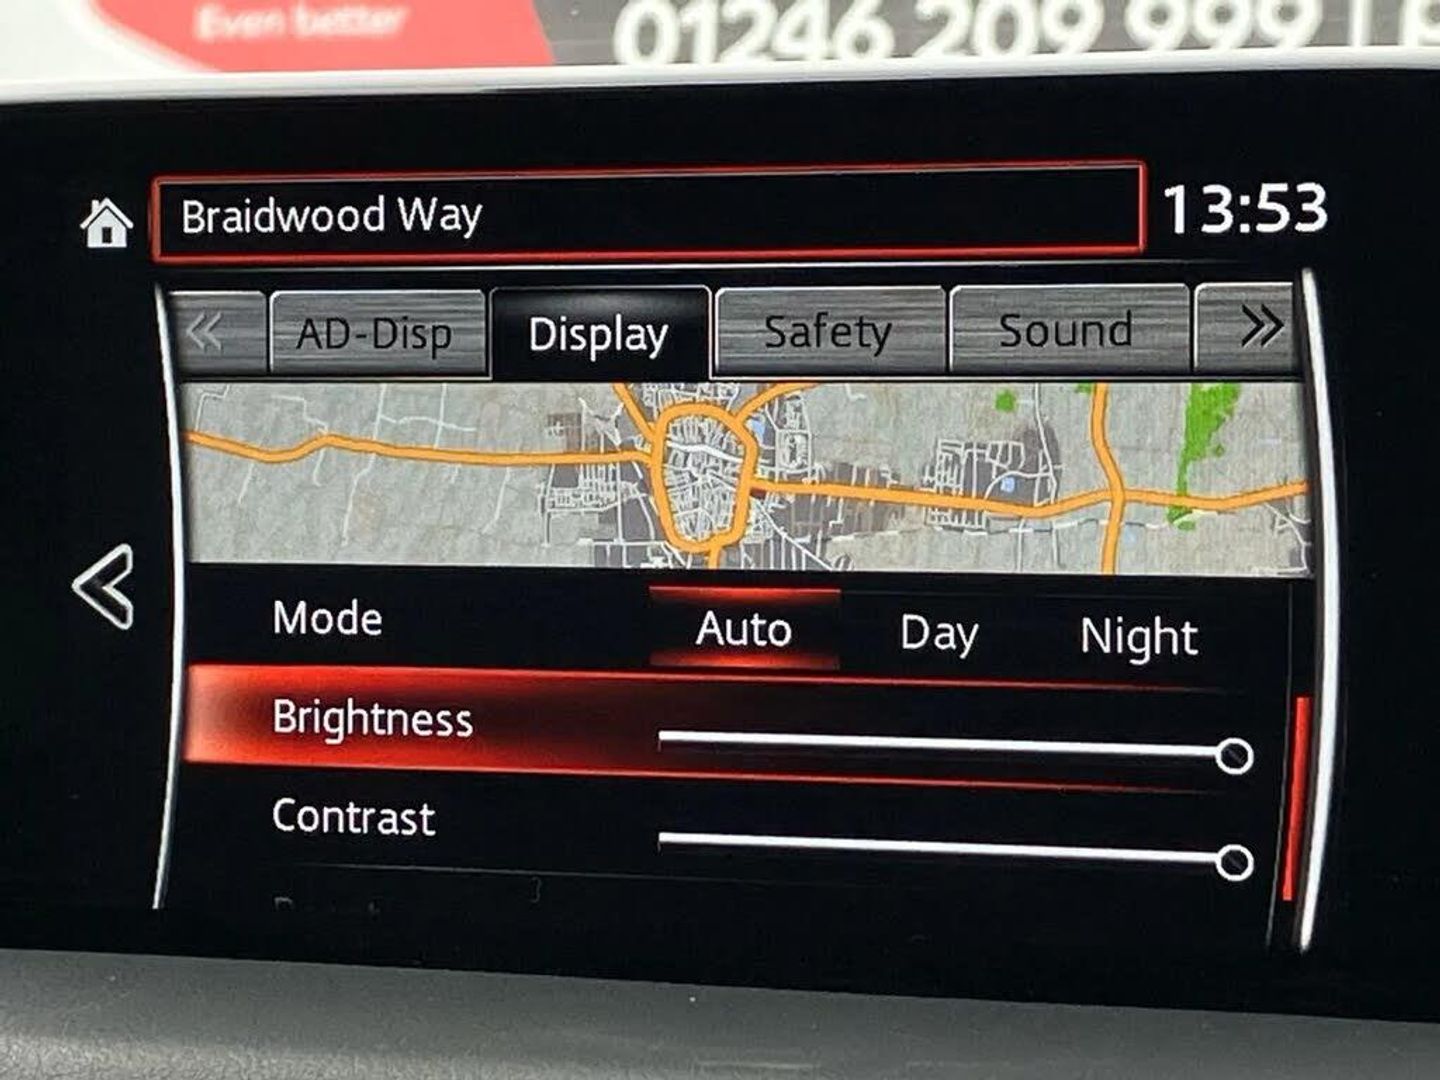 Even better
01246 209 999
Braidwood Way
13:53
AD-Disp Display Safety Sound
Mode Auto Day Night
Brightness
Contrast